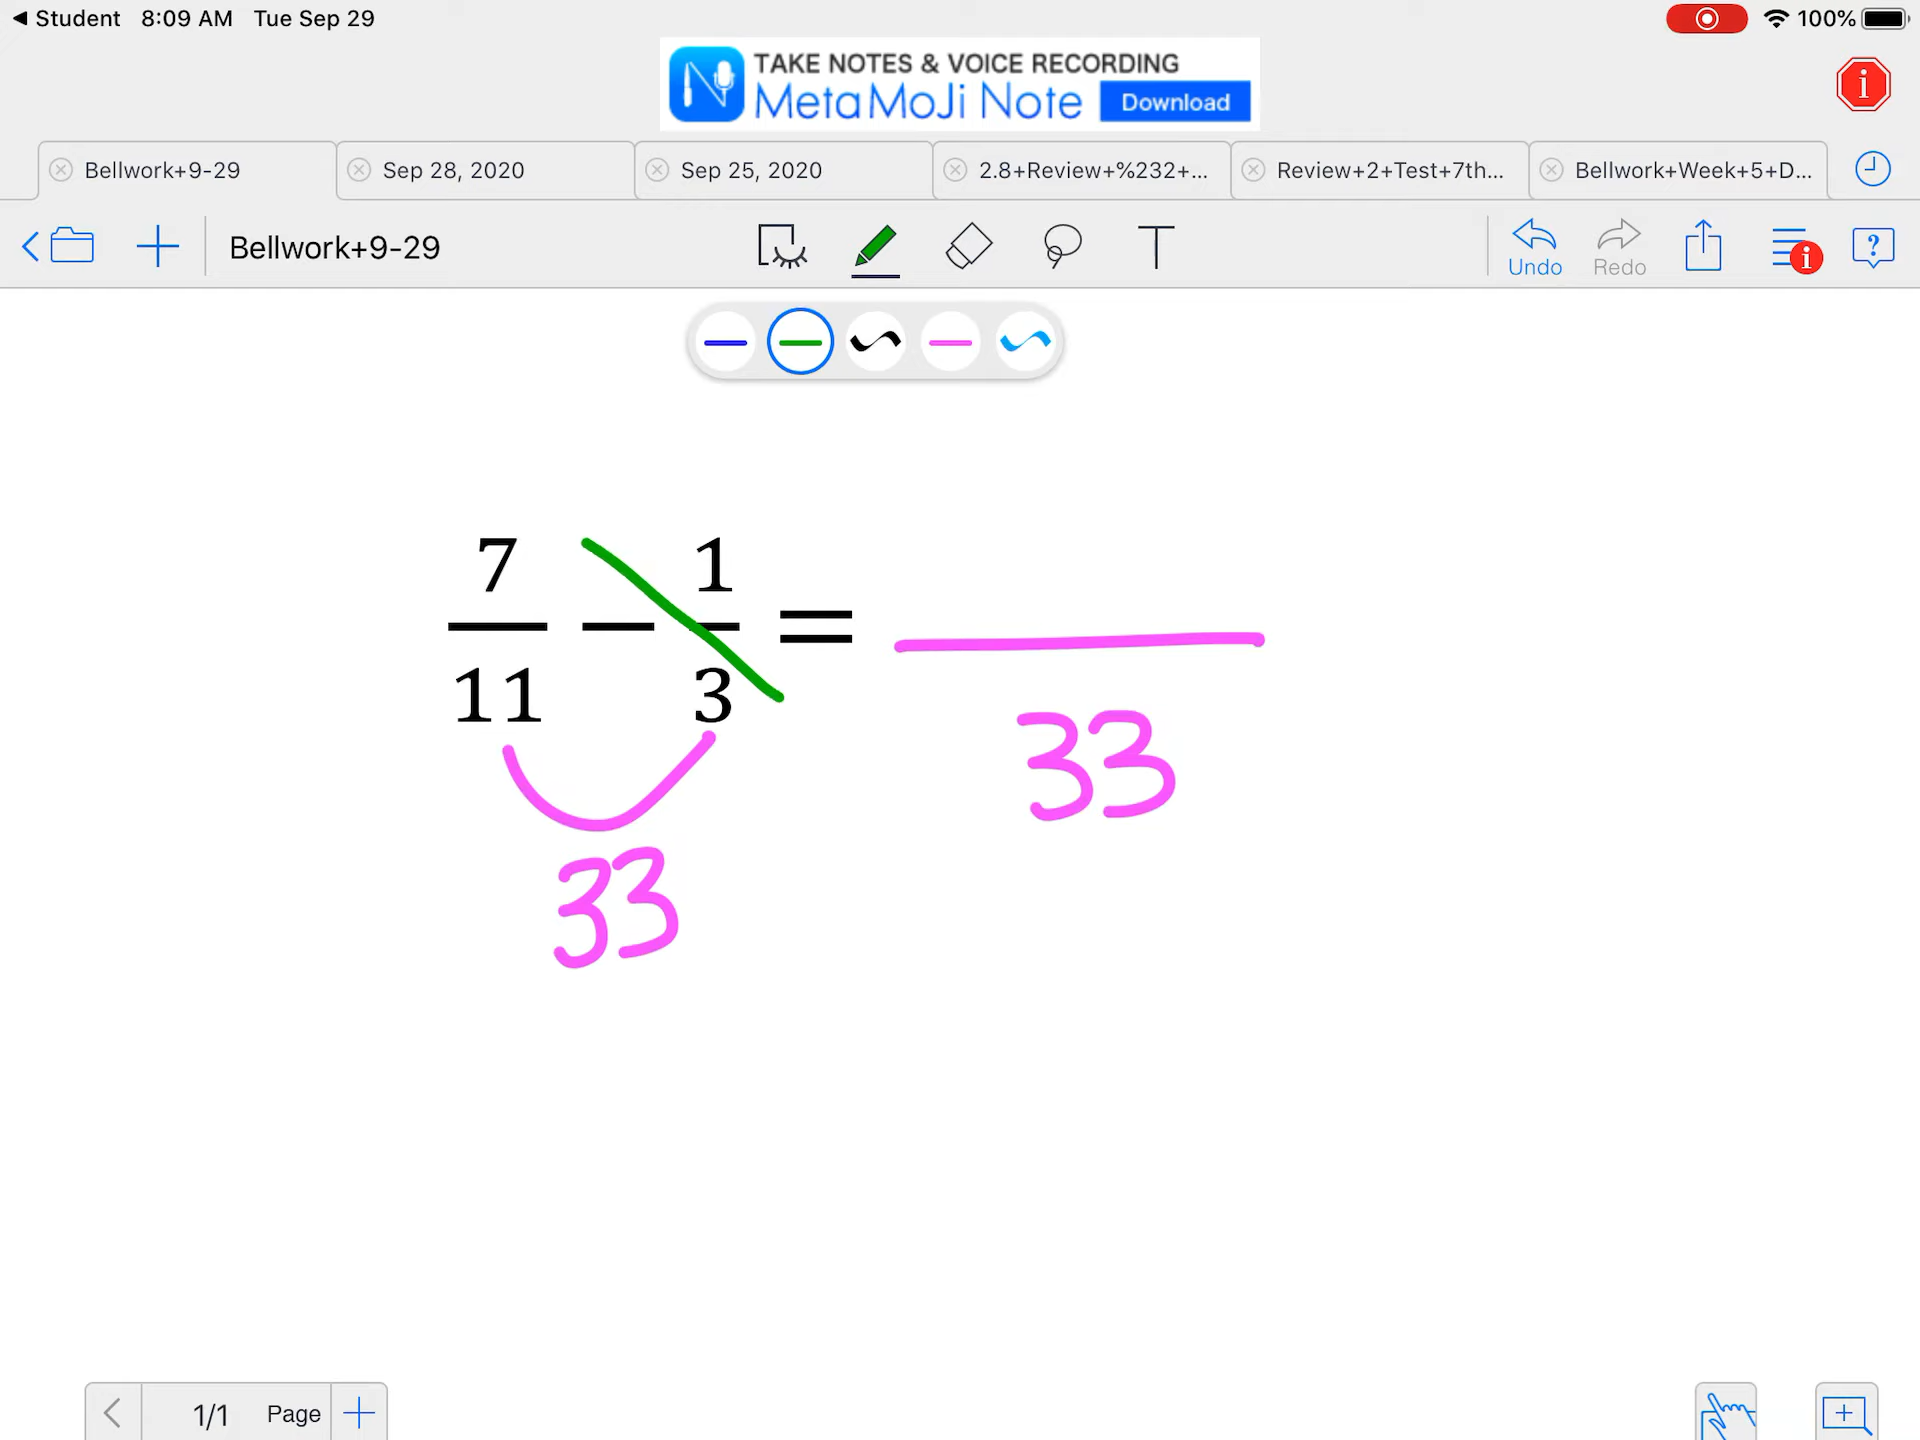 Student 8:09 AM Tue Sep 29 100%
TAKE NOTES & VOICE RECORDING
MetaMoJi Note Download
Bellwork+9-29 Sep 28, 2020 Sep 25, 2020 2.8+Review+%232+... Review+2+Test+7th... Bellwork+Week+5+D...
Bellwork+9-29 T Undo Redo
7/11 − 1/3 = /33
33
1/1 Page